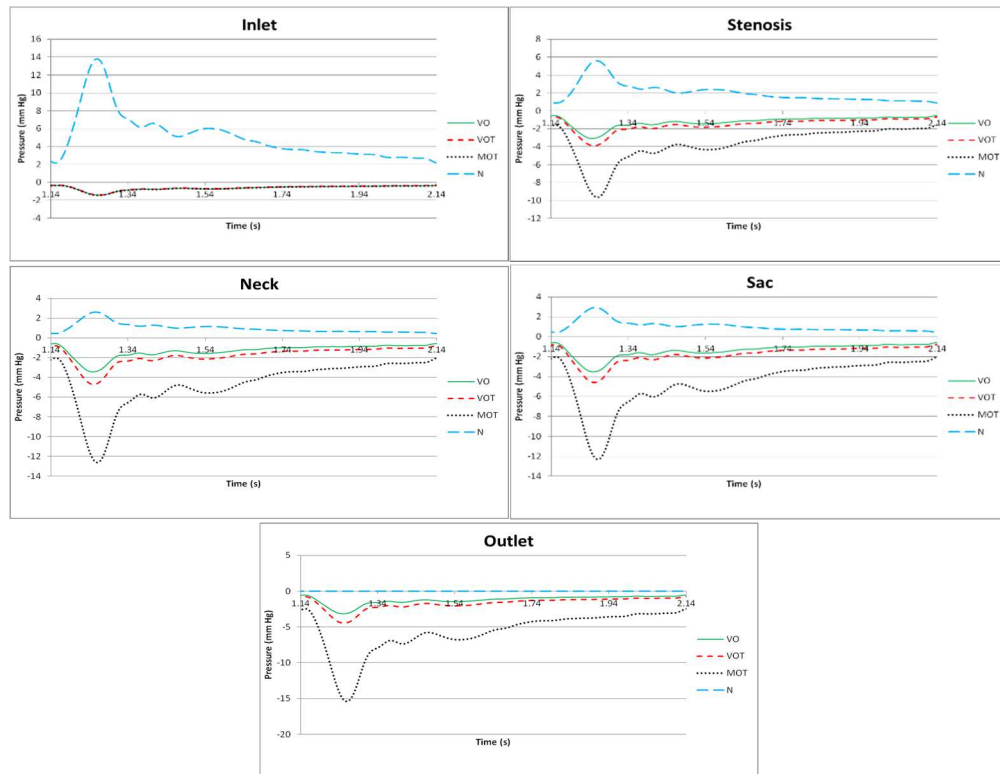 Inlet
Pressure (mm Hg)
16
14
12
10
8
6
4
2
0
-2
-4
1.14 1.34 1.54 1.74 1.94 2.14
Time (s)
VO
VOT
MOT
N
Stenosis
Pressure (mm Hg)
8
6
4
2
0
-2
-4
-6
-8
-10
-12
1.14 1.34 1.54 1.74 1.94 2.14
Time (s)
VO
VOT
MOT
N
Neck
Pressure (mm Hg)
4
2
0
-2
-4
-6
-8
-10
-12
-14
1.14 1.34 1.54 1.74 1.94 2.14
Time (s)
VO
VOT
MOT
N
Sac
Pressure (mm Hg)
4
2
0
-2
-4
-6
-8
-10
-12
-14
1.14 1.34 1.54 1.74 1.94 2.14
Time (s)
VO
VOT
MOT
N
Outlet
Pressure (mm Hg)
5
0
-5
-10
-15
-20
1.14 1.34 1.54 1.74 1.94 2.14
Time (s)
VO
VOT
MOT
N